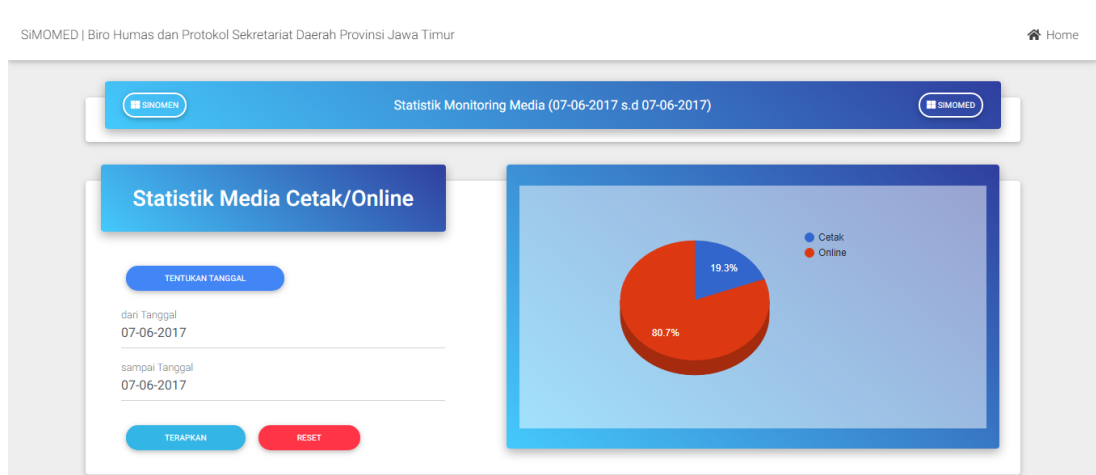 SiMOMED | Biro Humas dan Protokol Sekretariat Daerah Provinsi Jawa Timur
Home
SINOMEN
Statistik Monitoring Media (07-06-2017 s.d 07-06-2017)
SIMOMED
Statistik Media Cetak/Online
TENTUKAN TANGGAL
dari Tanggal
07-06-2017
sampai Tanggal
07-06-2017
TERAPKAN
RESET
19.3%
80.7%
Cetak
Online